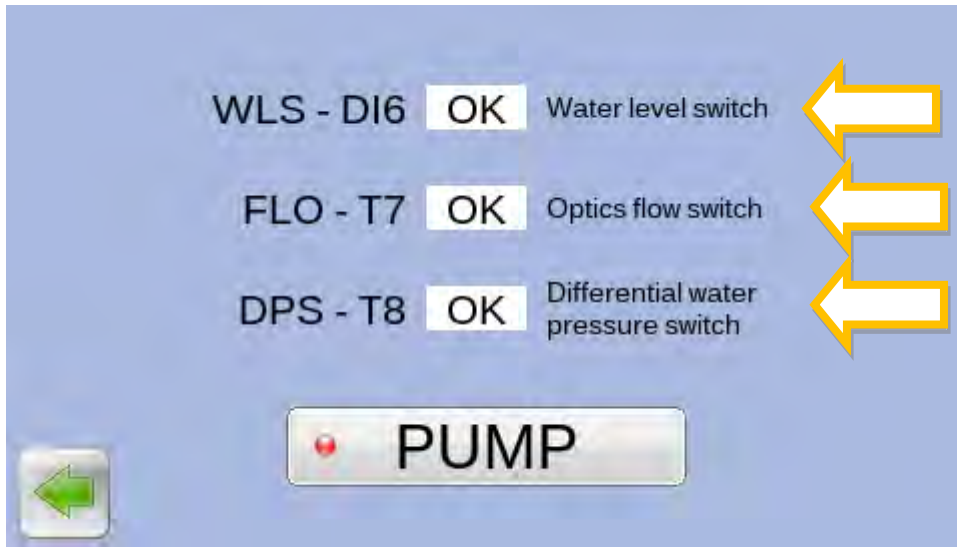 WLS - DI6 OK Water level switch
FLO - T7 OK Optics flow switch
DPS - T8 OK Differential water
pressure switch
PUMP